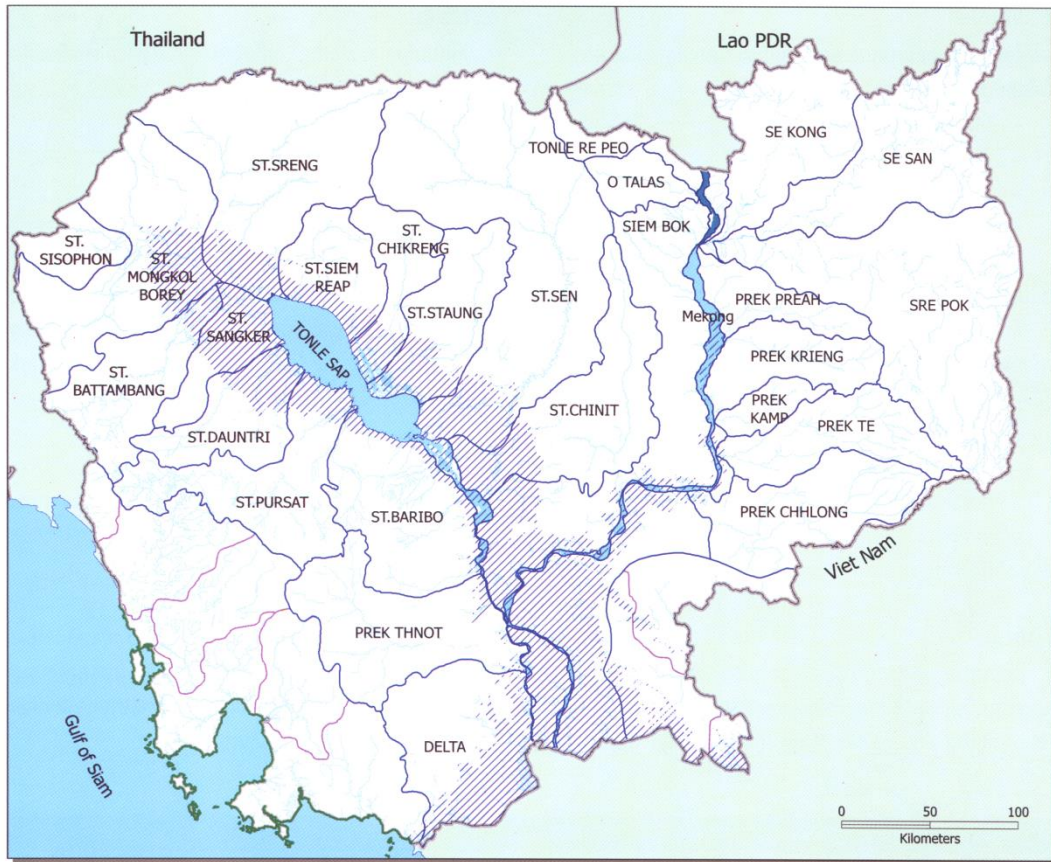 Thailand
Lao PDR
SE KONG
TONLE RE PEO
SE SAN
ST.SRENG
O TALAS
ST.
CHIKRENG
SIEM BOK
ST.
SISOPHON
ST.
MONGKOL
BOREY
ST.SIEM
REAP
ST.SEN
PREK PREAH
SRE POK
ST.STAUNG
Mekong
ST.
SANGKER
TONLE SAP
PREK KRIENG
ST.
BATTAMBANG
PREK
KAMP
ST.CHINIT
PREK TE
ST.DAUNTRI
ST.PURSAT
ST.BARIBO
PREK CHHLONG
Viet Nam
PREK THNOT
Gulf of Siam
DELTA
0 50 100
Kilometers